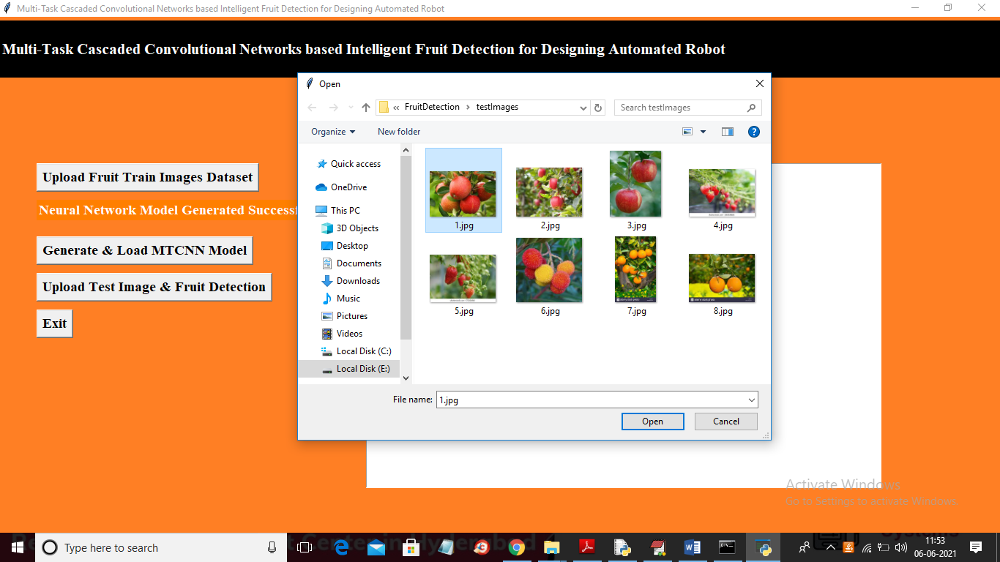 Multi-Task Cascaded Convolutional Networks based Intelligent Fruit Detection for Designing Automated Robot
Multi-Task Cascaded Convolutional Networks based Intelligent Fruit Detection for Designing Automated Robot
Open
« FruitDetection › testImages
Search testImages
Organize
New folder
Quick access
OneDrive
This PC
3D Objects
Desktop
Documents
Downloads
Music
Pictures
Videos
Local Disk (C:)
Local Disk (E:)
1.jpg
2.jpg
3.jpg
4.jpg
5.jpg
6.jpg
7.jpg
8.jpg
File name:
1.jpg
Open
Cancel
Upload Fruit Train Images Dataset
Neural Network Model Generated Successf
Generate & Load MTCNN Model
Upload Test Image & Fruit Detection
Exit
Activate Windows
Go to Settings to activate Windows.
Type here to search
11:53
06-06-2021